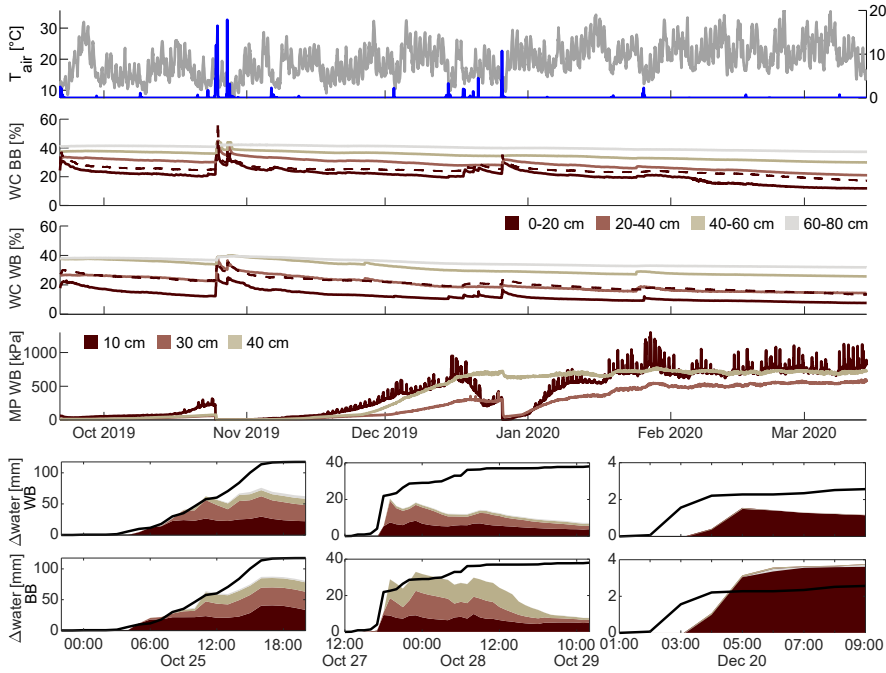 T_air [°C]
30
20
10
20
10
0
WC BB [%]
60
40
20
0
WC WB [%]
60
40
20
0
0-20 cm 20-40 cm 40-60 cm 60-80 cm
MP WB [kPa]
1000
500
0
10 cm 30 cm 40 cm
Oct 2019 Nov 2019 Dec 2019 Jan 2020 Feb 2020 Mar 2020
Δwater [mm]
WB
100
50
0
40
20
0
4
2
0
Δwater [mm]
BB
100
50
0
40
20
0
4
2
0
00:00 06:00 12:00 18:00 12:00 00:00 12:00 10:00 01:00 03:00 05:00 07:00 09:00
Oct 25 Oct 27 Oct 28 Oct 29 Dec 20